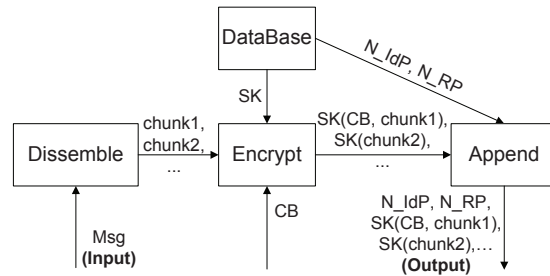 DataBase
N_IdP, N_RP
SK
chunk1,
chunk2,
...
SK(CB, chunk1),
SK(chunk2),
...
Dissemble
Encrypt
Append
Msg
(Input)
CB
N_IdP, N_RP,
SK(CB, chunk1),
SK(chunk2),...
(Output)